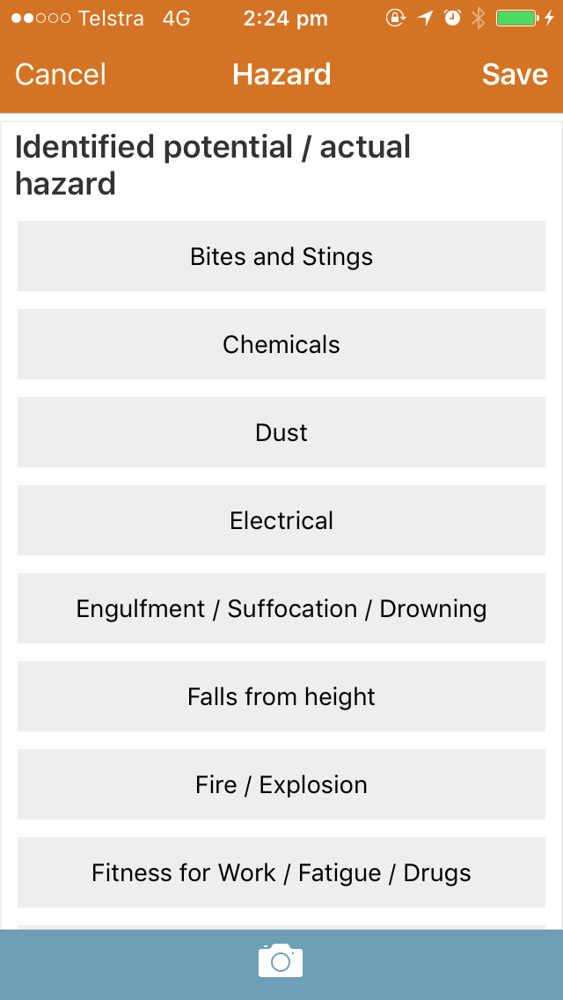 Telstra 4G 2:24 pm
Cancel Hazard Save
Identified potential / actual
hazard
Bites and Stings
Chemicals
Dust
Electrical
Engulfment / Suffocation / Drowning
Falls from height
Fire / Explosion
Fitness for Work / Fatigue / Drugs